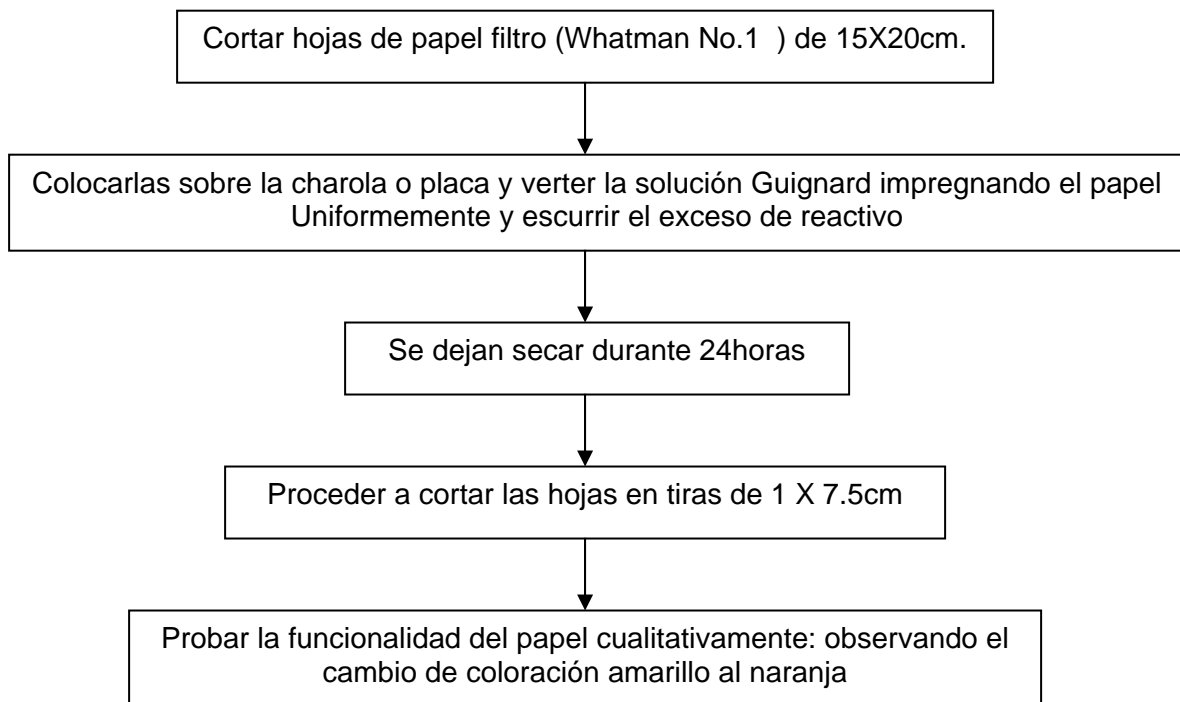 Cortar hojas de papel filtro (Whatman No.1  ) de 15X20cm.
Colocarlas sobre la charola o placa y verter la solución Guignard impregnando el papel
Uniformemente y escurrir el exceso de reactivo
Se dejan secar durante 24horas
Proceder a cortar las hojas en tiras de 1 X 7.5cm
Probar la funcionalidad del papel cualitativamente: observando el
cambio de coloración amarillo al naranja